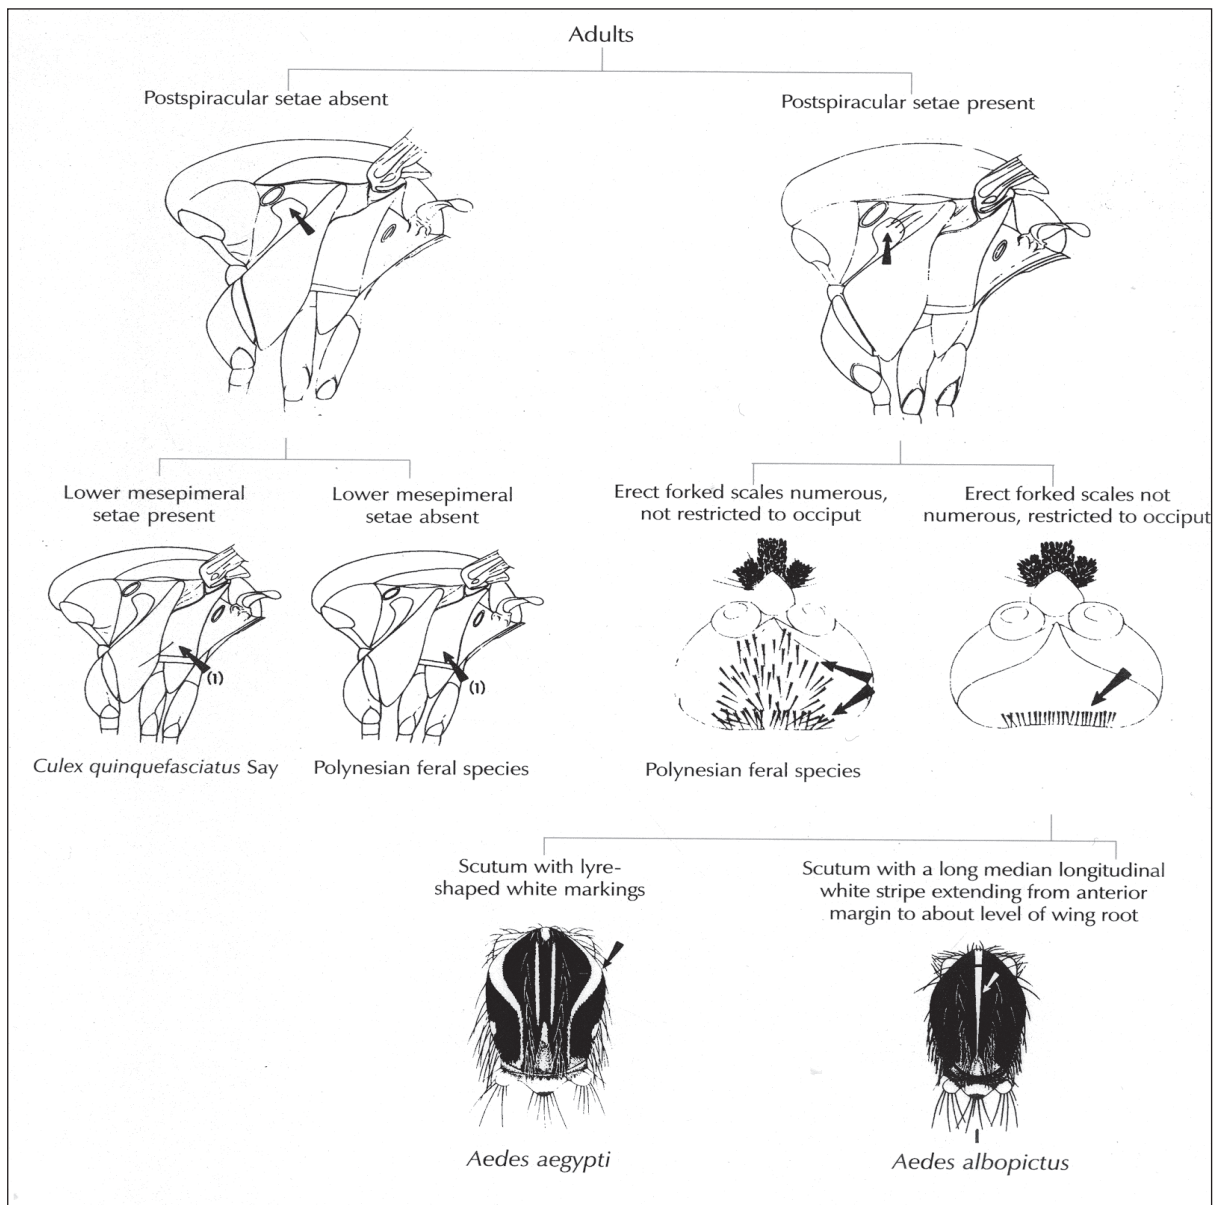 Adults
Postspiracular setae absent
Postspiracular setae present
Lower mesepimeral
setae present
Lower mesepimeral
setae absent
Erect forked scales numerous,
not restricted to occiput
Erect forked scales not
numerous, restricted to occiput
(1)
(1)
Culex quinquefasciatus Say
Polynesian feral species
Polynesian feral species
Scutum with lyre-
shaped white markings
Scutum with a long median longitudinal
white stripe extending from anterior
margin to about level of wing root
Aedes aegypti
Aedes albopictus